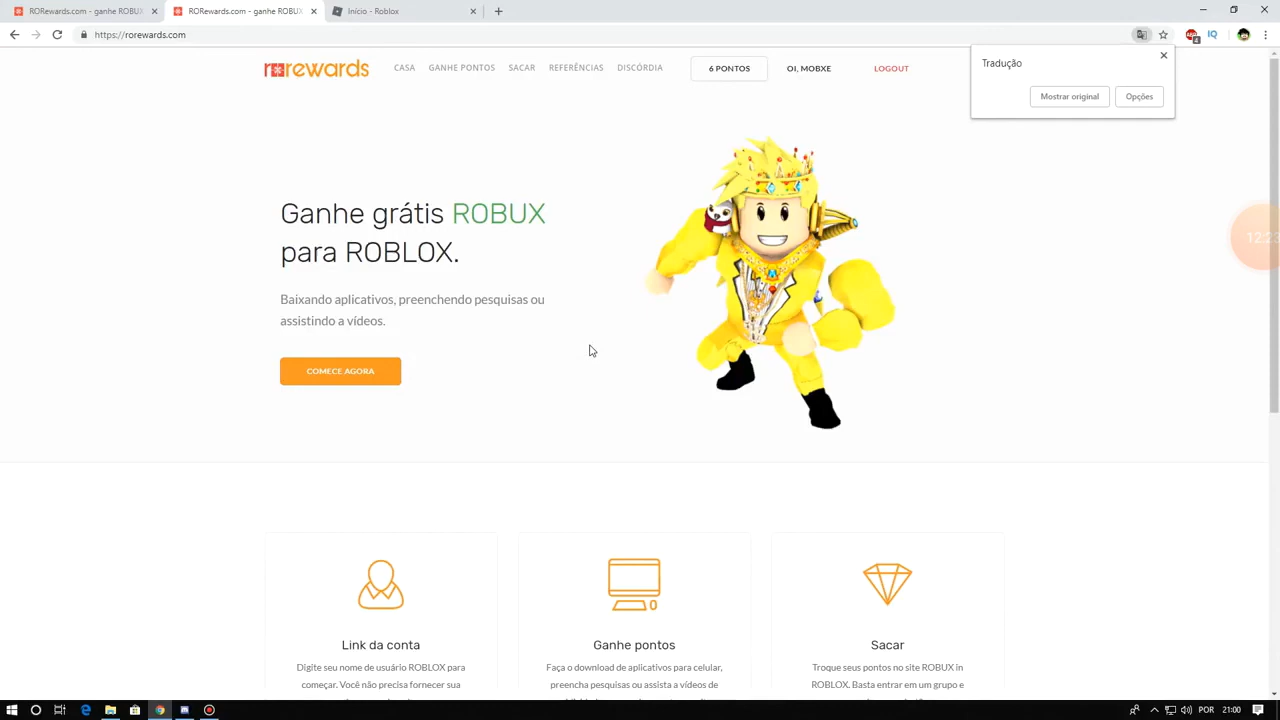 RORewards.com - ganhe ROBUX
RORewards.com - ganhe ROBUX
Início - Roblox
https://rorewards.com
4
IQ
rorewards
CASA
GANHE PONTOS
SACAR
REFERÊNCIAS
DISCÓRDIA
6 PONTOS
OI, MOBXE
LOGOUT
Tradução
Mostrar original
Opções
Ganhe grátis ROBUX
para ROBLOX.
12:23
Baixando aplicativos, preenchendo pesquisas ou
assistindo a vídeos.
COMECE AGORA
Link da conta
Digite seu nome de usuário ROBLOX para
começar. Você não precisa fornecer sua
Ganhe pontos
Faça o download de aplicativos para celular,
preencha pesquisas ou assista a vídeos de
Sacar
Troque seus pontos no site ROBUX in
ROBLOX. Basta entrar em um grupo e
POR
21:00